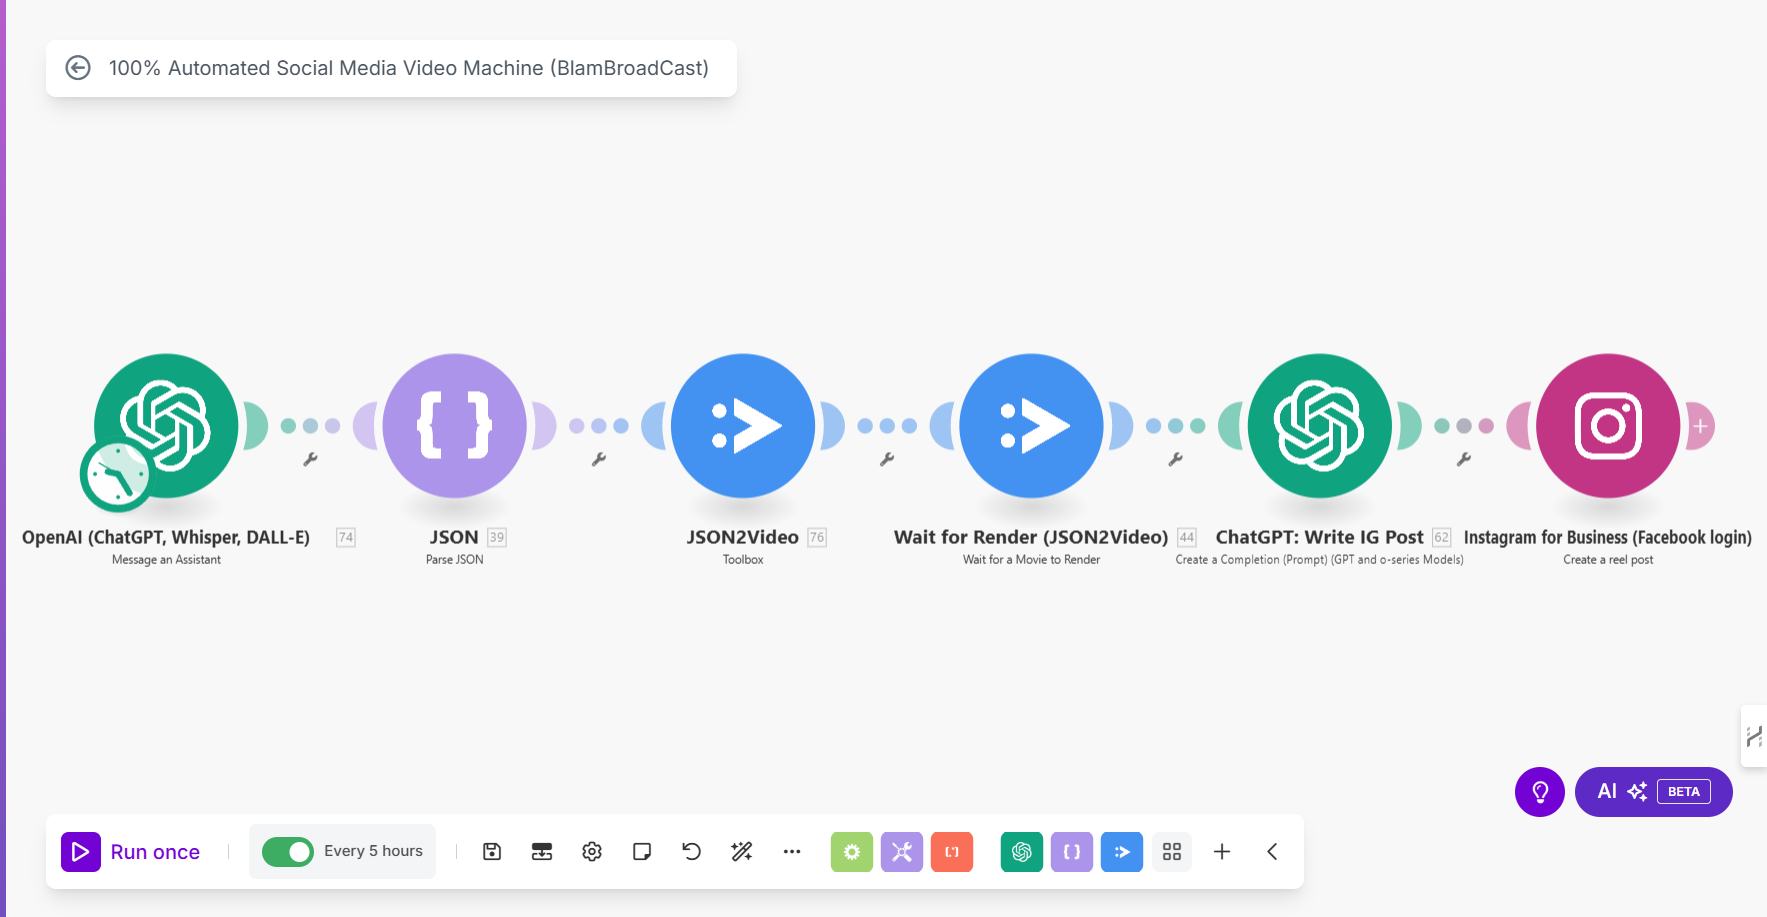 100% Automated Social Media Video Machine (BlamBroadCast)
OpenAI (ChatGPT, Whisper, DALL-E) 74
Message an Assistant
JSON 39
Parse JSON
JSON2Video 76
Toolbox
Wait for Render (JSON2Video) 44
Wait for a Movie to Render
ChatGPT: Write IG Post 62
Create a Completion (Prompt) (GPT and o-series Models)
Instagram for Business (Facebook login)
Create a reel post
AI BETA
Run once
Every 5 hours